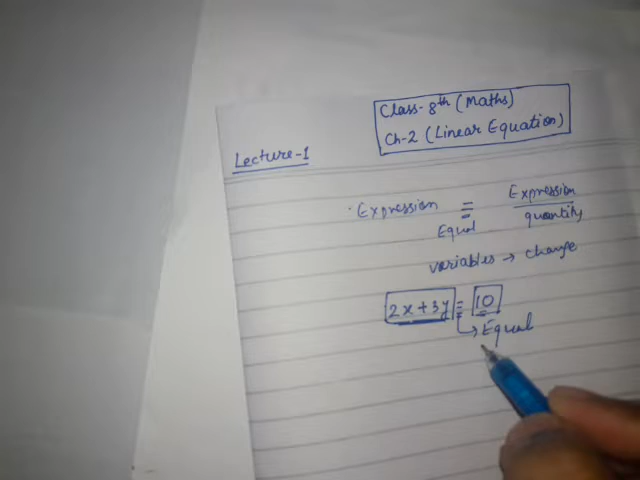 Class-8th (Maths)
Ch-2 (Linear Equation)
Lecture-1
Expression = Expression
quantity
Equal
variables → change
2x+3y = 10
→ Equal